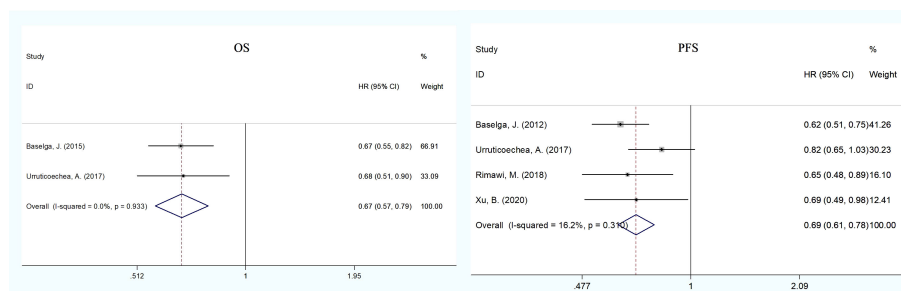 OS
Study %
ID HR (95% CI) Weight
Baselga, J. (2015) 0.67 (0.55, 0.82) 66.91
Urruticoechea, A. (2017) 0.68 (0.51, 0.90) 33.09
Overall (I-squared = 0.0%, p = 0.933) 0.67 (0.57, 0.79) 100.00
.512 1 1.95
Study PFS %
ID HR (95% CI) Weight
Baselga, J. (2012) 0.62 (0.51, 0.75)41.26
Urruticoechea, A. (2017) 0.82 (0.65, 1.03)30.23
Rimawi, M. (2018) 0.65 (0.48, 0.89)16.10
Xu, B. (2020) 0.69 (0.49, 0.98)12.41
Overall (I-squared = 16.2%, p = 0.310) 0.69 (0.61, 0.78)100.00
.477 1 2.09